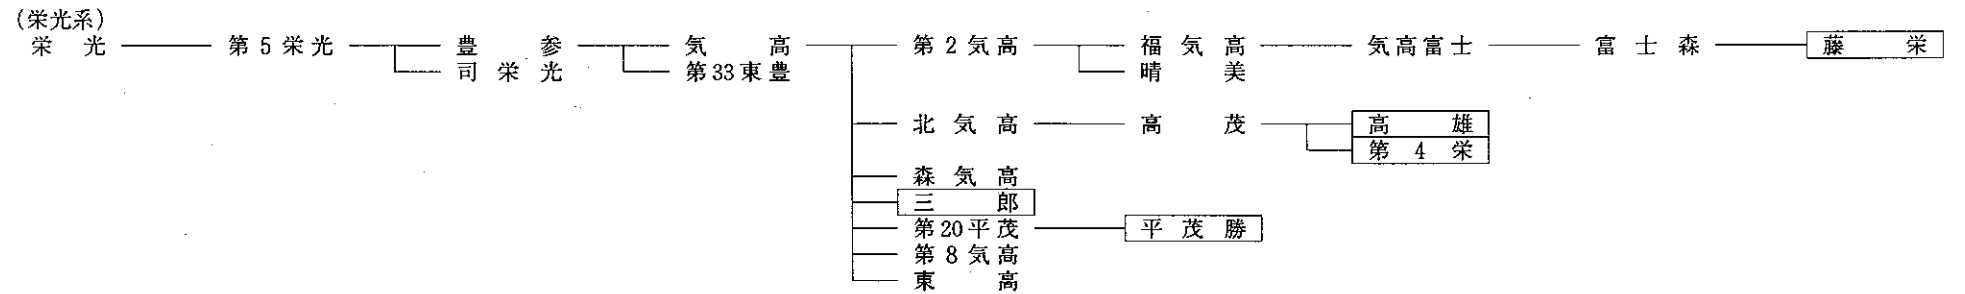 (栄光系)
栄光 第5栄光 豊参 気高 第2気高 福気高 気高富士 富士森 藤栄
司栄光 第33東豊 晴美
北気高 高茂 高雄
第4栄
森気高
三郎
第20平茂 平茂勝
第8気高
東高